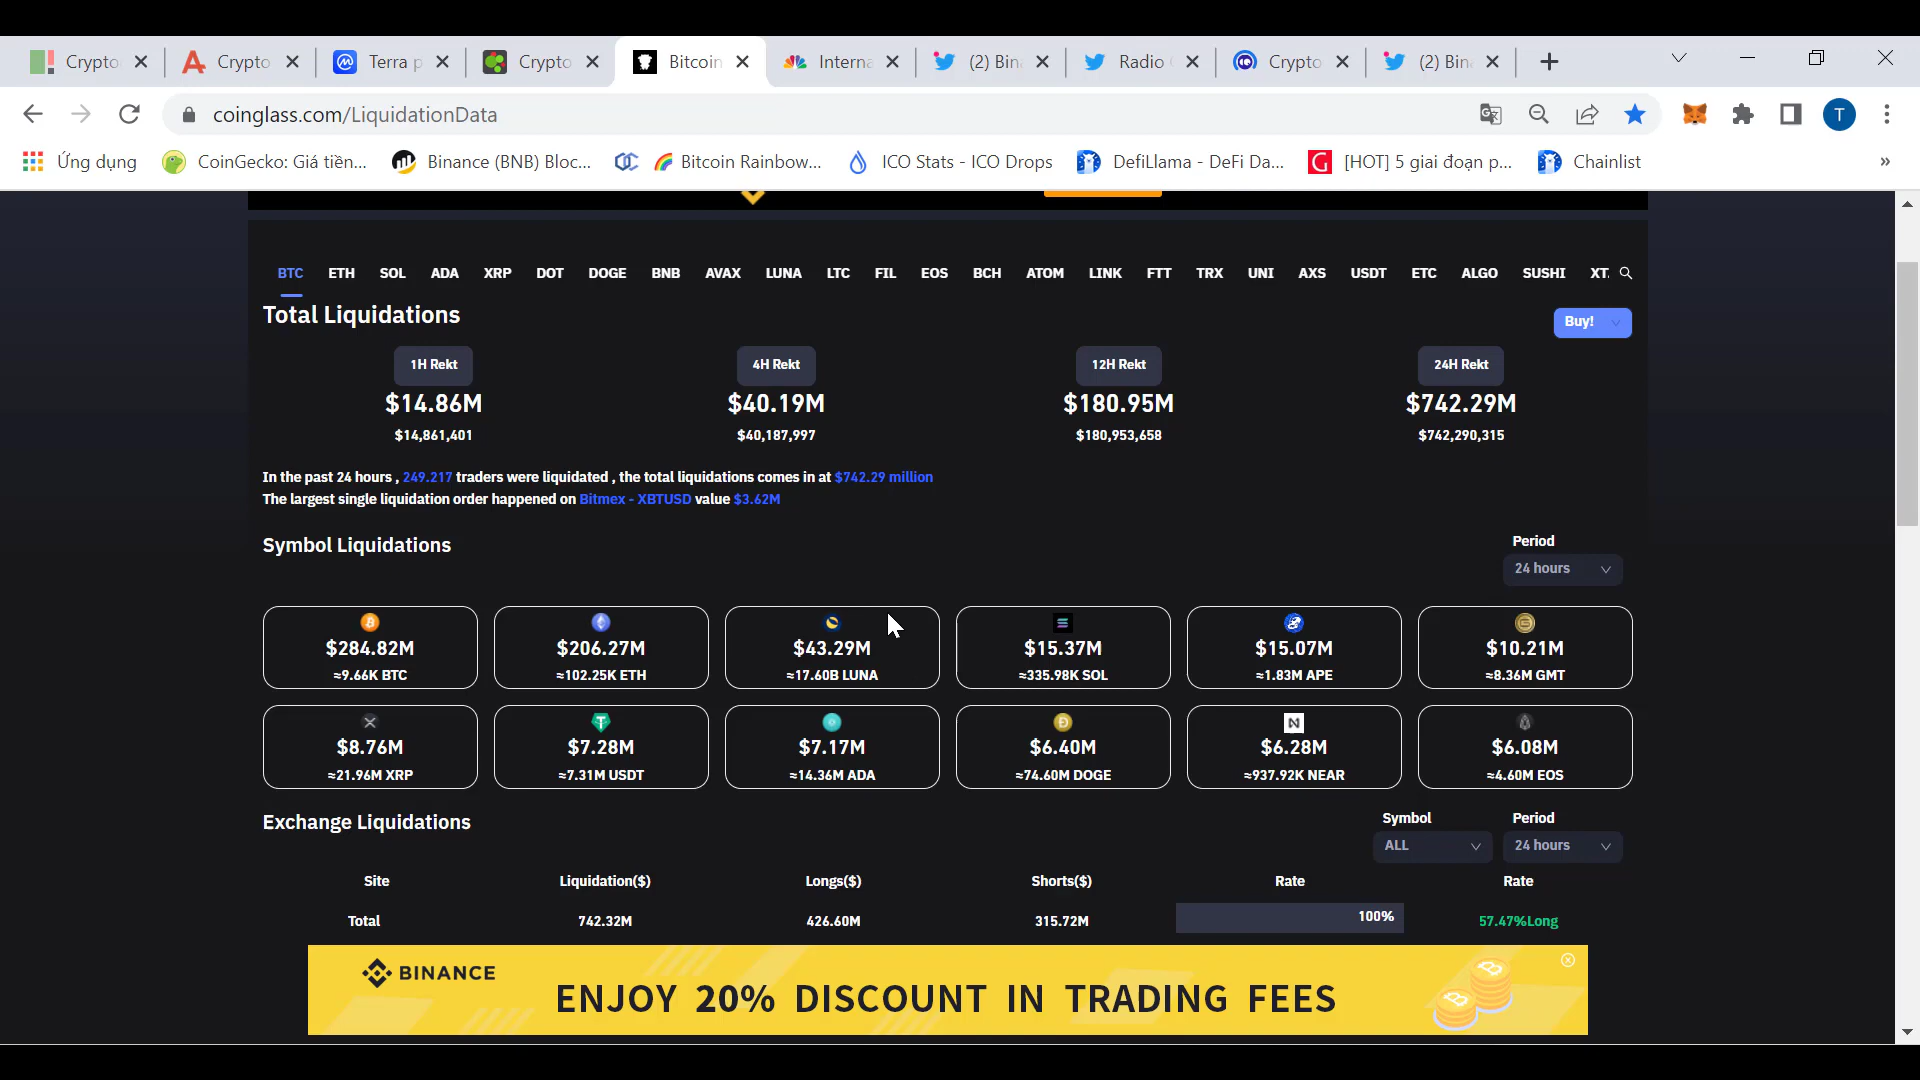 Crypto
Crypto
Terra p
Crypto
Bitcoin
Interna
(2) Bin
Radio
Crypto
(2) Bin
coinglass.com/LiquidationData
T
Ứng dụng
CoinGecko: Giá tiền...
Binance (BNB) Bloc...
Bitcoin Rainbow...
ICO Stats - ICO Drops
DefiLlama - DeFi Da...
[HOT] 5 giai đoạn p...
Chainlist
»
BTC ETH SOL ADA XRP DOT DOGE BNB AVAX LUNA LTC FIL EOS BCH ATOM LINK FTT TRX UNI AXS USDT ETC ALGO SUSHI XT
Total Liquidations
Buy!
1H Rekt 4H Rekt 12H Rekt 24H Rekt
$14.86M $40.19M $180.95M $742.29M
$14,861,401 $40,187,997 $180,953,658 $742,290,315
In the past 24 hours , 249.217 traders were liquidated , the total liquidations comes in at $742.29 million
The largest single liquidation order happened on Bitmex - XBTUSD value $3.62M
Symbol Liquidations
Period
24 hours
$284.82M $206.27M $43.29M $15.37M $15.07M $10.21M
≈9.66K BTC ≈102.25K ETH ≈17.60B LUNA ≈335.98K SOL ≈1.83M APE ≈8.36M GMT
$8.76M $7.28M $7.17M $6.40M $6.28M $6.08M
≈21.96M XRP ≈7.31M USDT ≈14.36M ADA ≈74.60M DOGE ≈937.92K NEAR ≈4.60M EOS
Exchange Liquidations
Symbol Period
ALL 24 hours
Site Liquidation($) Longs($) Shorts($) Rate Rate
Total 742.32M 426.60M 315.72M 100% 57.47%Long
BINANCE
ENJOY 20% DISCOUNT IN TRADING FEES